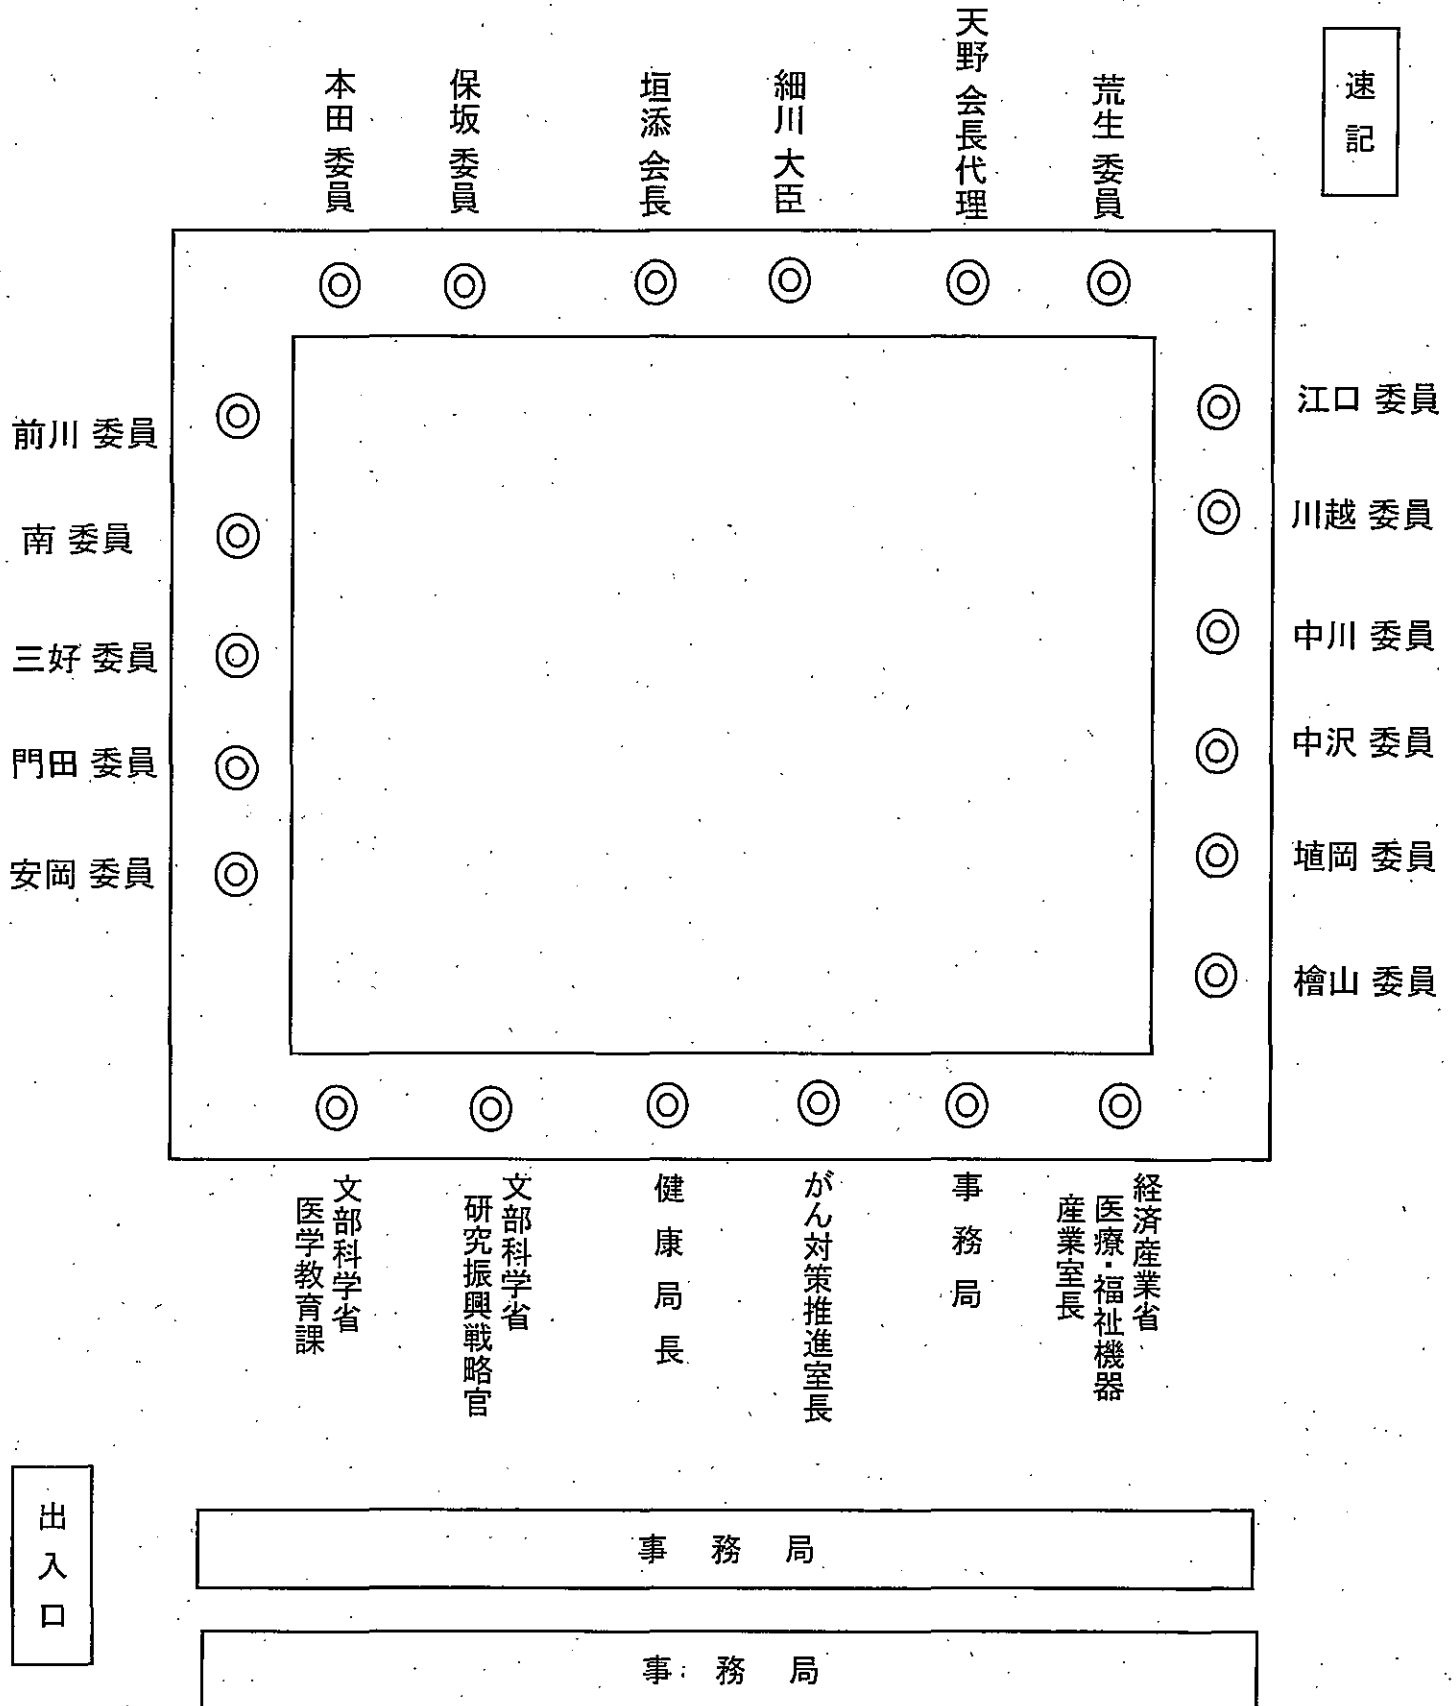 本田 委員
保坂 委員
垣添 会長
細川 大臣
天野 会長代理
荒生 委員
速記
前川 委員
南 委員
三好 委員
門田 委員
安岡 委員
江口 委員
川越 委員
中川 委員
中沢 委員
埴岡 委員
檜山 委員
文部科学省
医学教育課
文部科学省
研究振興戦略官
健康局長
がん対策推進室長
事務局
経済産業省
医療・福祉機器
産業室長
出入口
事務局
事務局